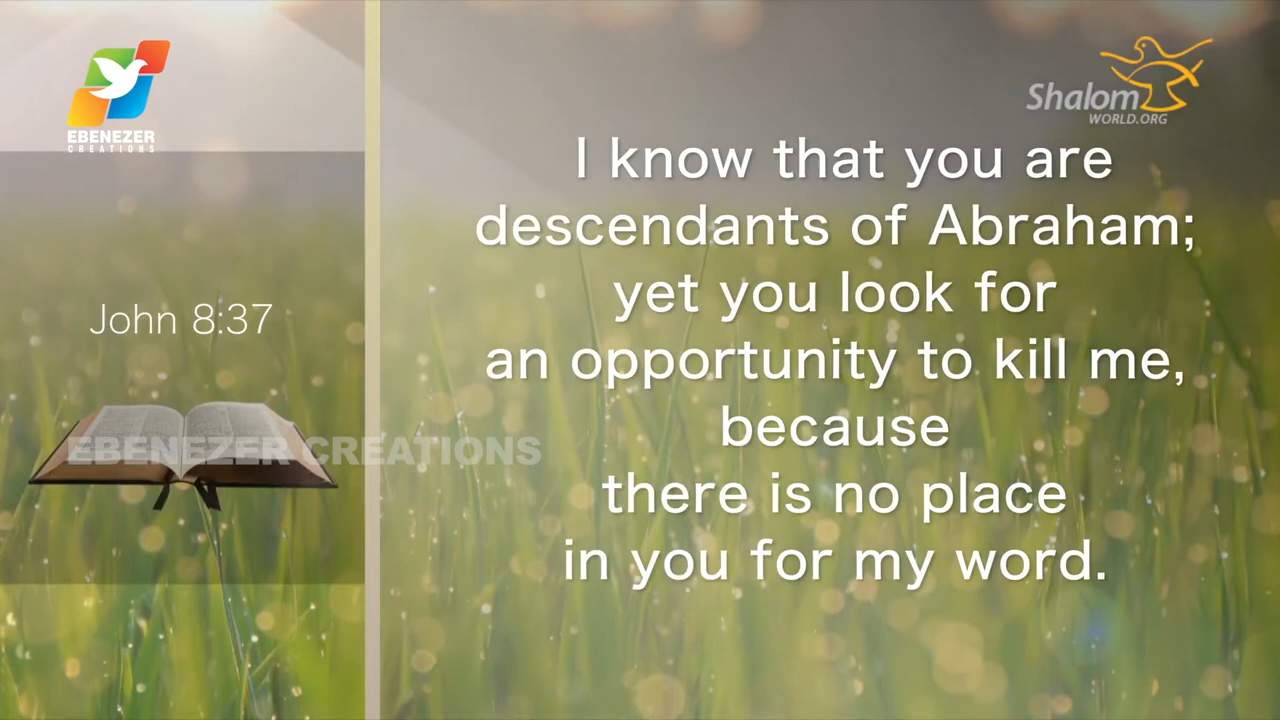 EBENEZER
CREATIONS
Shalom
WORLD.ORG
John 8:37
I know that you are
descendants of Abraham;
yet you look for
an opportunity to kill me,
because
there is no place
in you for my word.
EBENEZER CREATIONS